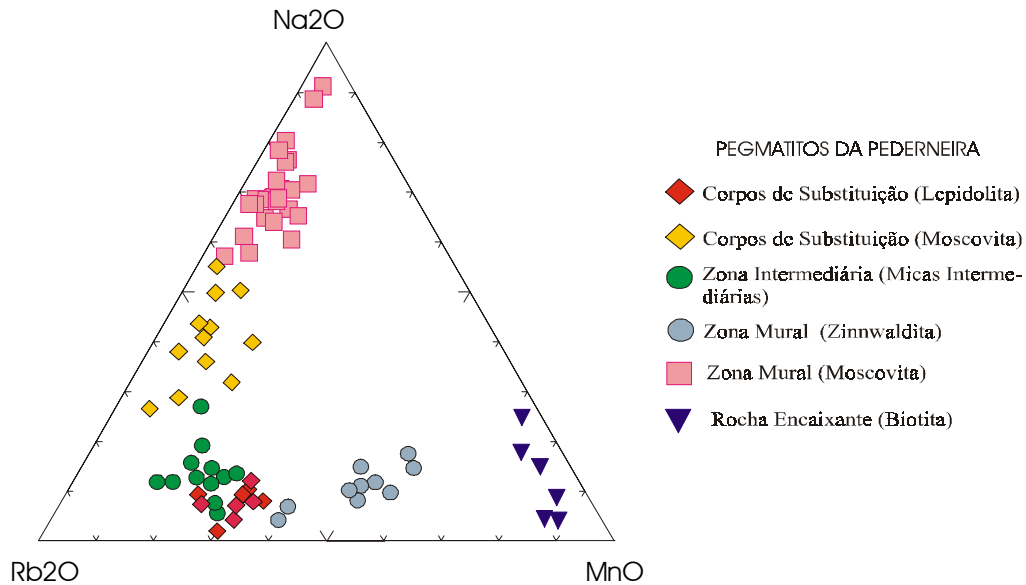 Na2O
PEGMATITOS DA PEDERNEIRA
Corpos de Substituição (Lepidolita)
Corpos de Substituição (Moscovita)
Zona Intermediária (Micas Interme-
diárias)
Zona Mural (Zinnwaldita)
Zona Mural (Moscovita)
Rocha Encaixante (Biotita)
Rb2O
MnO